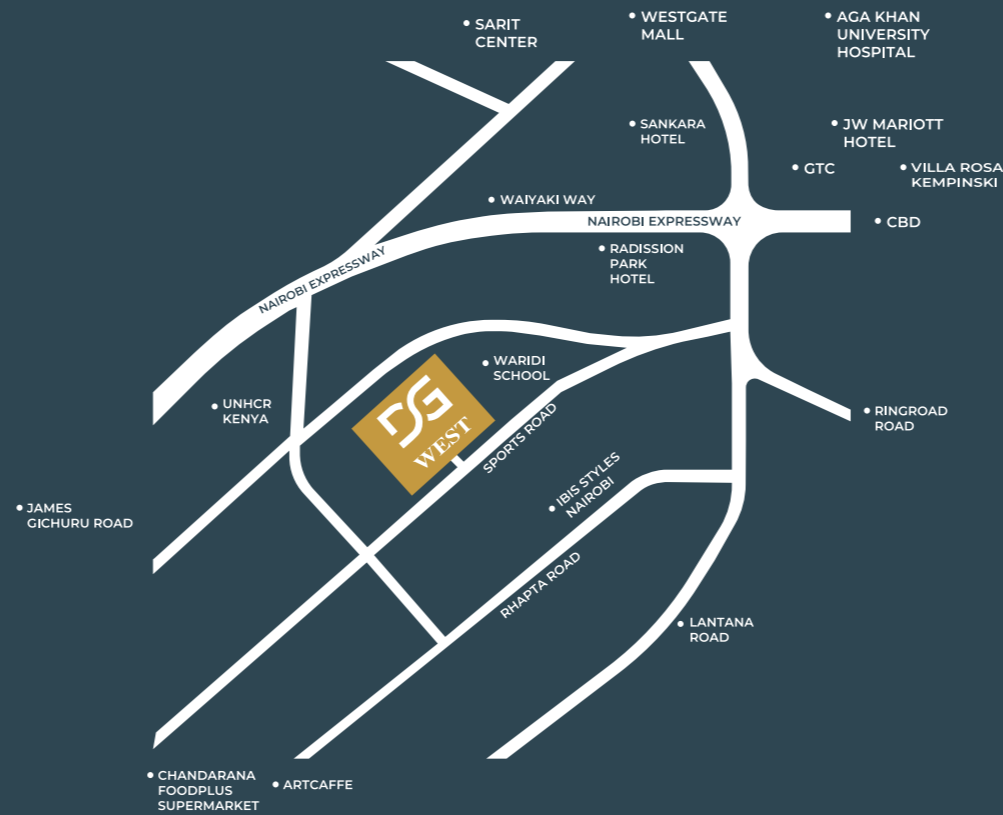 SARIT
CENTER
WESTGATE
MALL
AGA KHAN
UNIVERSITY
HOSPITAL
SANKARA
HOTEL
JW MARIOTT
HOTEL
GTC
VILLA ROSA
KEMPINSKI
WAIYAKI WAY
NAIROBI EXPRESSWAY
CBD
RADISSION
PARK
HOTEL
NAIROBI EXPRESSWAY
WARIDI
SCHOOL
UNHCR
KENYA
DSG
WEST
SPORTS ROAD
RINGROAD
ROAD
IBIS STYLES
NAIROBI
JAMES
GICHURU ROAD
RHAPTA ROAD
LANTANA
ROAD
CHANDARANA
FOODPLUS
SUPERMARKET
ARTCAFFE